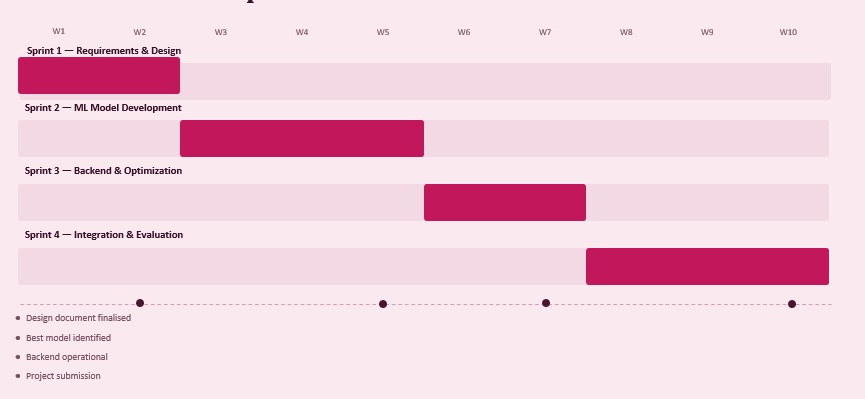 W1 W2 W3 W4 W5 W6 W7 W8 W9 W10
Sprint 1 — Requirements & Design
Sprint 2 — ML Model Development
Sprint 3 — Backend & Optimization
Sprint 4 — Integration & Evaluation
Design document finalised
Best model identified
Backend operational
Project submission